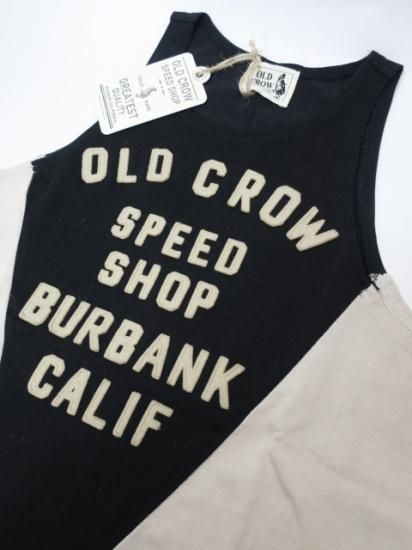 OLD CROW
SPEED SHOP
GREATEST
QUALITY
OLD
CROW
OLD CROW
SPEED
SHOP
BURBANK
CALIF